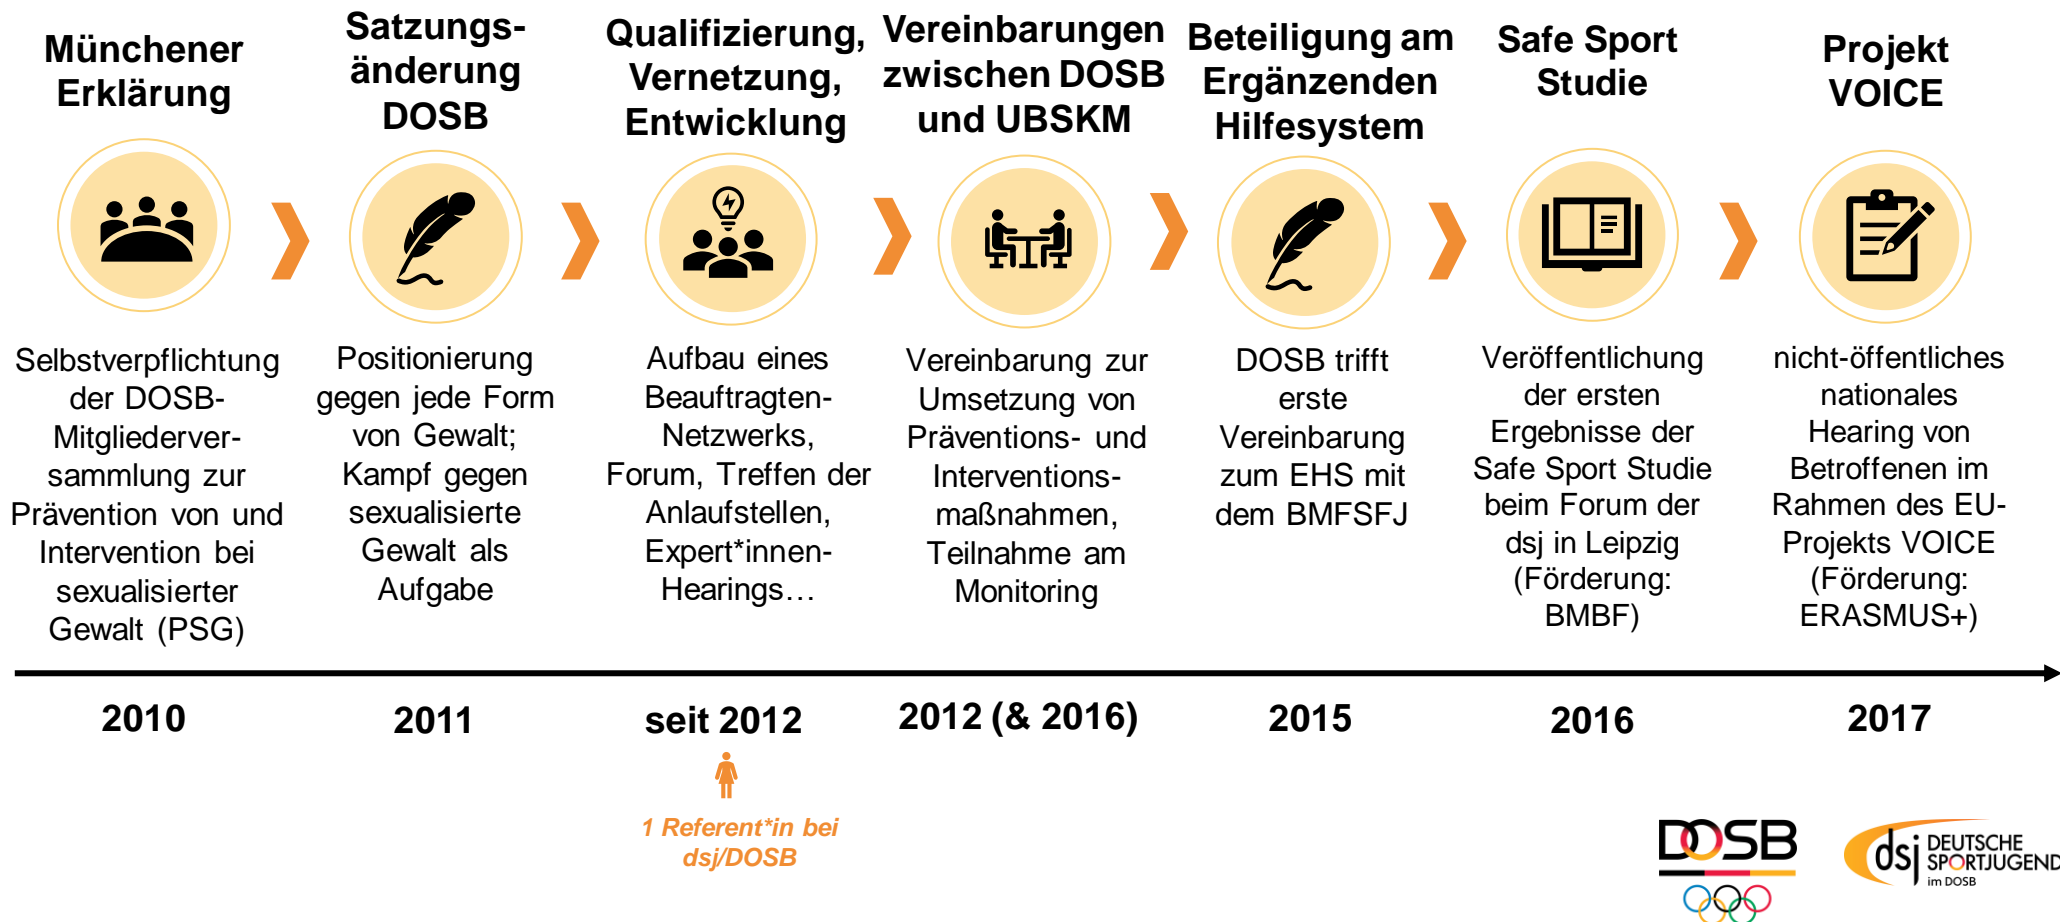 Münchener
Erklärung
Satzungs-
änderung
DOSB
Qualifizierung,
Vernetzung,
Entwicklung
Vereinbarungen
zwischen DOSB
und UBSKM
Beteiligung am
Ergänzenden
Hilfesystem
Safe Sport
Studie
Projekt
VOICE
Selbstverpflichtung
der DOSB-
Mitgliederver-
sammlung zur
Prävention von und
Intervention bei
sexualisierter
Gewalt (PSG)
Positionierung
gegen jede Form
von Gewalt;
Kampf gegen
sexualisierte
Gewalt als
Aufgabe
Aufbau eines
Beauftragten-
Netzwerks,
Forum, Treffen der
Anlaufstellen,
Expert*innen-
Hearings…
Vereinbarung zur
Umsetzung von
Präventions- und
Interventions-
maßnahmen,
Teilnahme am
Monitoring
DOSB trifft
erste
Vereinbarung
zum EHS mit
dem BMFSFJ
Veröffentlichung
der ersten
Ergebnisse der
Safe Sport Studie
beim Forum der
dsj in Leipzig
(Förderung:
BMBF)
nicht-öffentliches
nationales
Hearing von
Betroffenen im
Rahmen des EU-
Projekts VOICE
(Förderung:
ERASMUS+)
2010
2011
seit 2012
2012 (& 2016)
2015
2016
2017
1 Referent*in bei
dsj/DOSB
DOSB
dsj DEUTSCHE
SPORTJUGEND
im DOSB